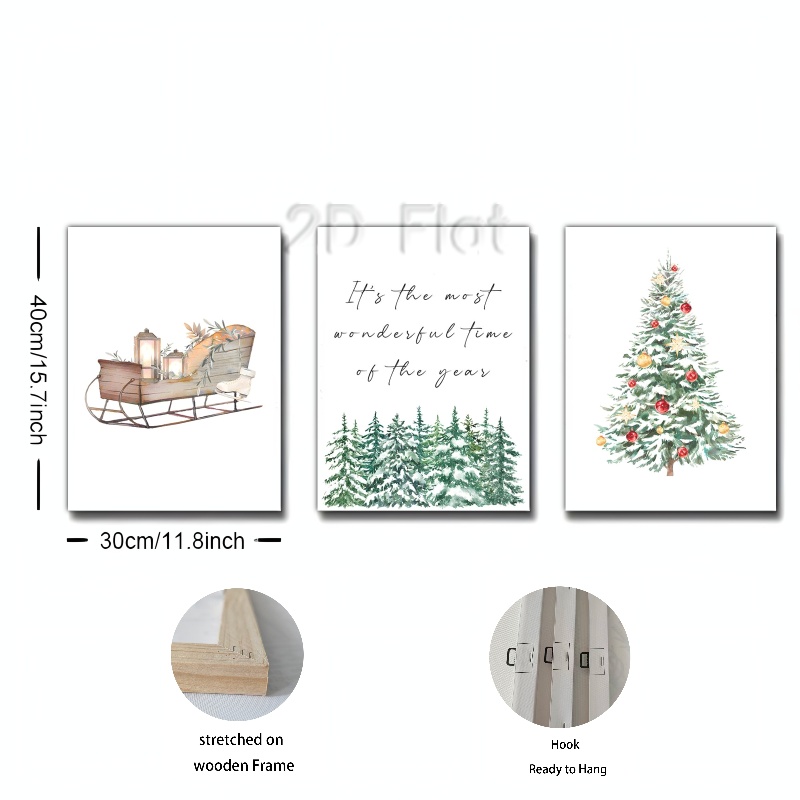 2D Flat
It's the most
wonderful time
of the year
40cm/15.7inch
30cm/11.8inch
stretched on
wooden Frame
Hook
Ready to Hang